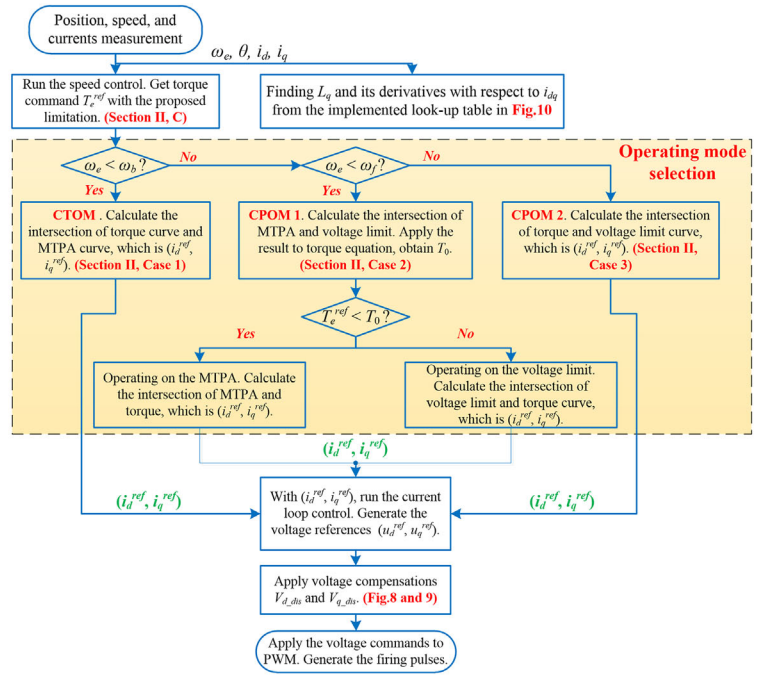 Position, speed, and
currents measurement
ωe, θ, id, iq
Run the speed control. Get torque
command Te^ref with the proposed
limitation. (Section II, C)
Finding Lq and its derivatives with respect to idq
from the implemented look-up table in Fig.10
Operating mode
selection
ωe < ωb?
No
ωe < ωf?
No
Yes
Yes
CTOM . Calculate the
intersection of torque curve and
MTPA curve, which is (id^ref,
iq^ref). (Section II, Case 1)
CPOM 1. Calculate the intersection of
MTPA and voltage limit. Apply the
result to torque equation, obtain T0.
(Section II, Case 2)
CPOM 2. Calculate the intersection
of torque and voltage limit curve,
which is (id^ref, iq^ref). (Section II,
Case 3)
Te^ref < T0?
Yes
No
Operating on the MTPA. Calculate
the intersection of MTPA and
torque, which is (id^ref, iq^ref).
Operating on the voltage limit.
Calculate the intersection of
voltage limit and torque curve,
which is (id^ref, iq^ref).
(id^ref, iq^ref)
(id^ref, iq^ref)
(id^ref, iq^ref)
With (id^ref, iq^ref), run the current
loop control. Generate the
voltage references (ud^ref, uq^ref).
Apply voltage compensations
Vd_dis and Vq_dis. (Fig.8 and 9)
Apply the voltage commands to
PWM. Generate the firing pulses.